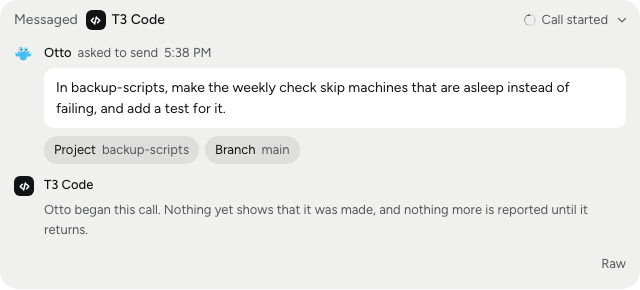 Messaged T3 Code Call started
Otto asked to send 5:38 PM
In backup-scripts, make the weekly check skip machines that are asleep instead of
failing, and add a test for it.
Project backup-scripts Branch main
T3 Code
Otto began this call. Nothing yet shows that it was made, and nothing more is reported until it
returns.
Raw